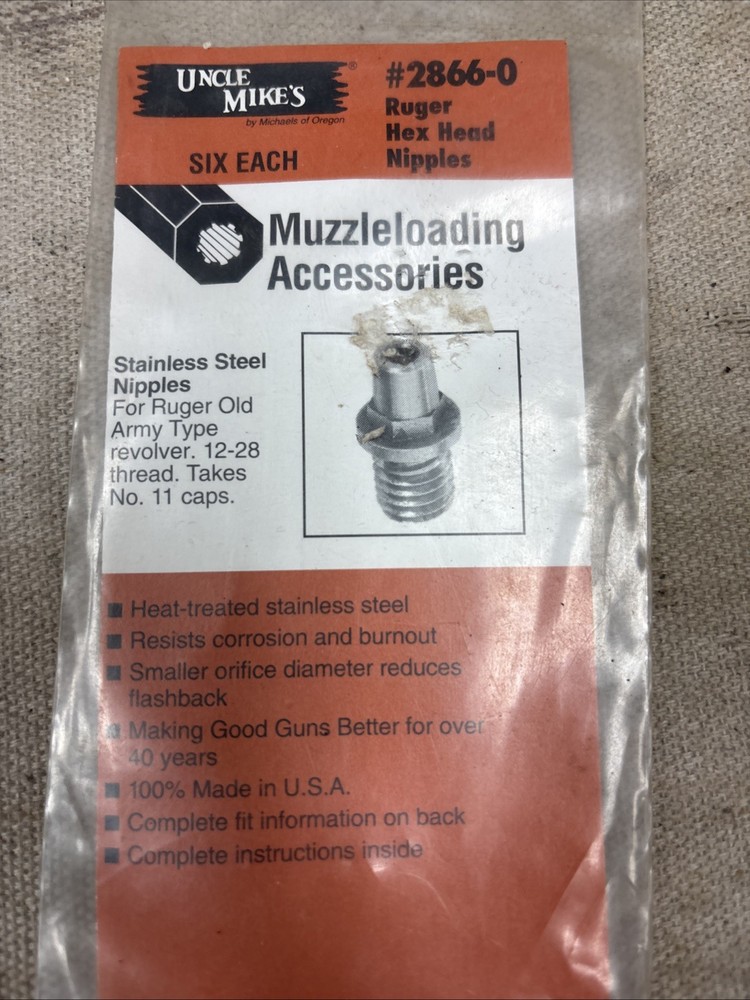 UNCLE
MIKE'S
®
by Michaels of Oregon
SIX EACH
#2866-0
Ruger
Hex Head
Nipples
Muzzleloading
Accessories
Stainless Steel
Nipples
For Ruger Old
Army Type
revolver. 12-28
thread. Takes
No. 11 caps.
■ Heat-treated stainless steel
■ Resists corrosion and burnout
■ Smaller orifice diameter reduces
flashback
■ Making Good Guns Better for over
40 years
■ 100% Made in U.S.A.
■ Complete fit information on back
■ Complete instructions inside